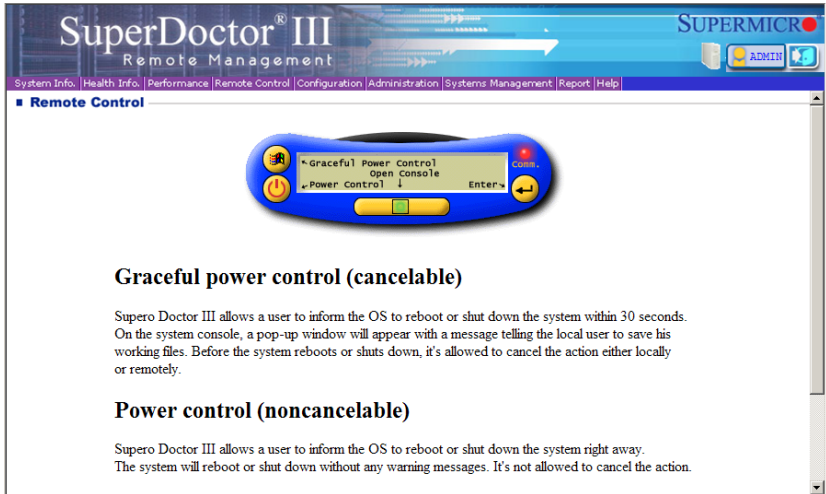 SuperDoctor® III
Remote Management
SUPERMICRO
ADMIN
System Info. Health Info. Performance Remote Control Configuration Administration Systems Management Report Help
Remote Control
Graceful Power Control
Comm.
Open Console
Power Control Enter
Graceful power control (cancelable)
Supero Doctor III allows a user to inform the OS to reboot or shut down the system within 30 seconds.
On the system console, a pop-up window will appear with a message telling the local user to save his
working files. Before the system reboots or shuts down, it's allowed to cancel the action either locally
or remotely.
Power control (noncancelable)
Supero Doctor III allows a user to inform the OS to reboot or shut down the system right away.
The system will reboot or shut down without any warning messages. It's not allowed to cancel the action.